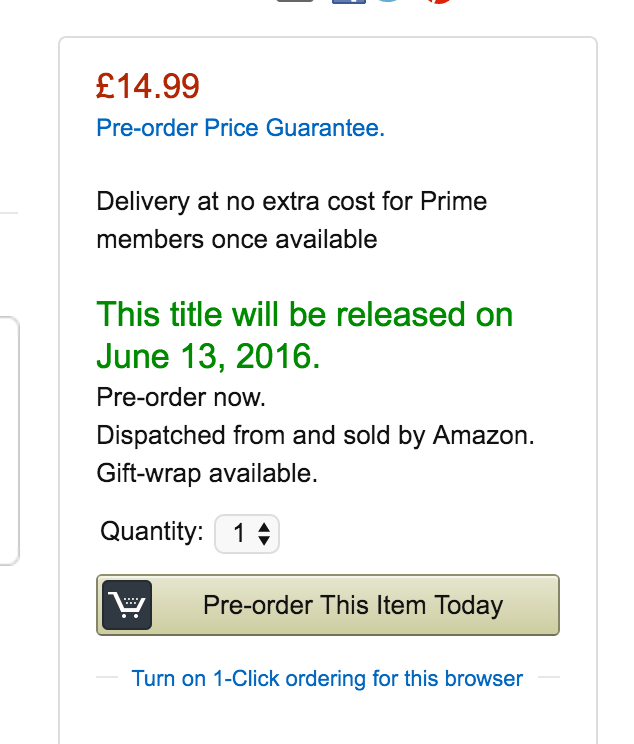 £14.99
Pre-order Price Guarantee.
Delivery at no extra cost for Prime
members once available
This title will be released on
June 13, 2016.
Pre-order now.
Dispatched from and sold by Amazon.
Gift-wrap available.
Quantity: 1
Pre-order This Item Today
Turn on 1-Click ordering for this browser